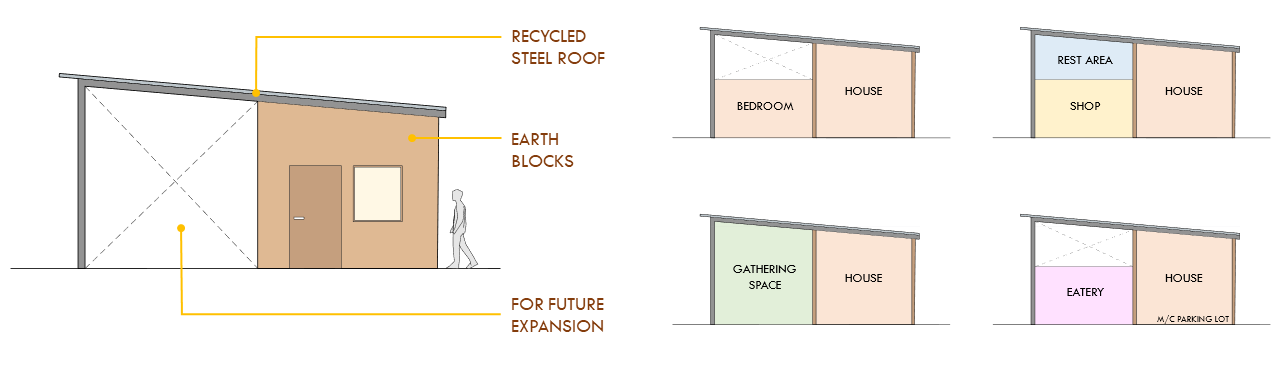 RECYCLED
STEEL ROOF
EARTH
BLOCKS
FOR FUTURE
EXPANSION
BEDROOM
HOUSE
REST AREA
SHOP
HOUSE
GATHERING
SPACE
HOUSE
EATERY
HOUSE
M/C PARKING LOT